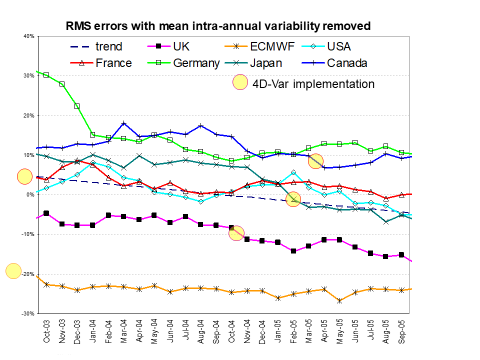 RMS errors with mean intra-annual variability removed
trend UK ECMWF USA
France Germany Japan Canada
4D-Var implementation
40%
30%
20%
10%
0%
-10%
-20%
-30%
Oct-03 Nov-03 Dec-03 Jan-04 Feb-04 Mar-04 Apr-04 May-04 Jun-04 Jul-04 Aug-04 Sep-04 Oct-04 Nov-04 Dec-04 Jan-05 Feb-05 Mar-05 Apr-05 May-05 Jun-05 Jul-05 Aug-05 Sep-05